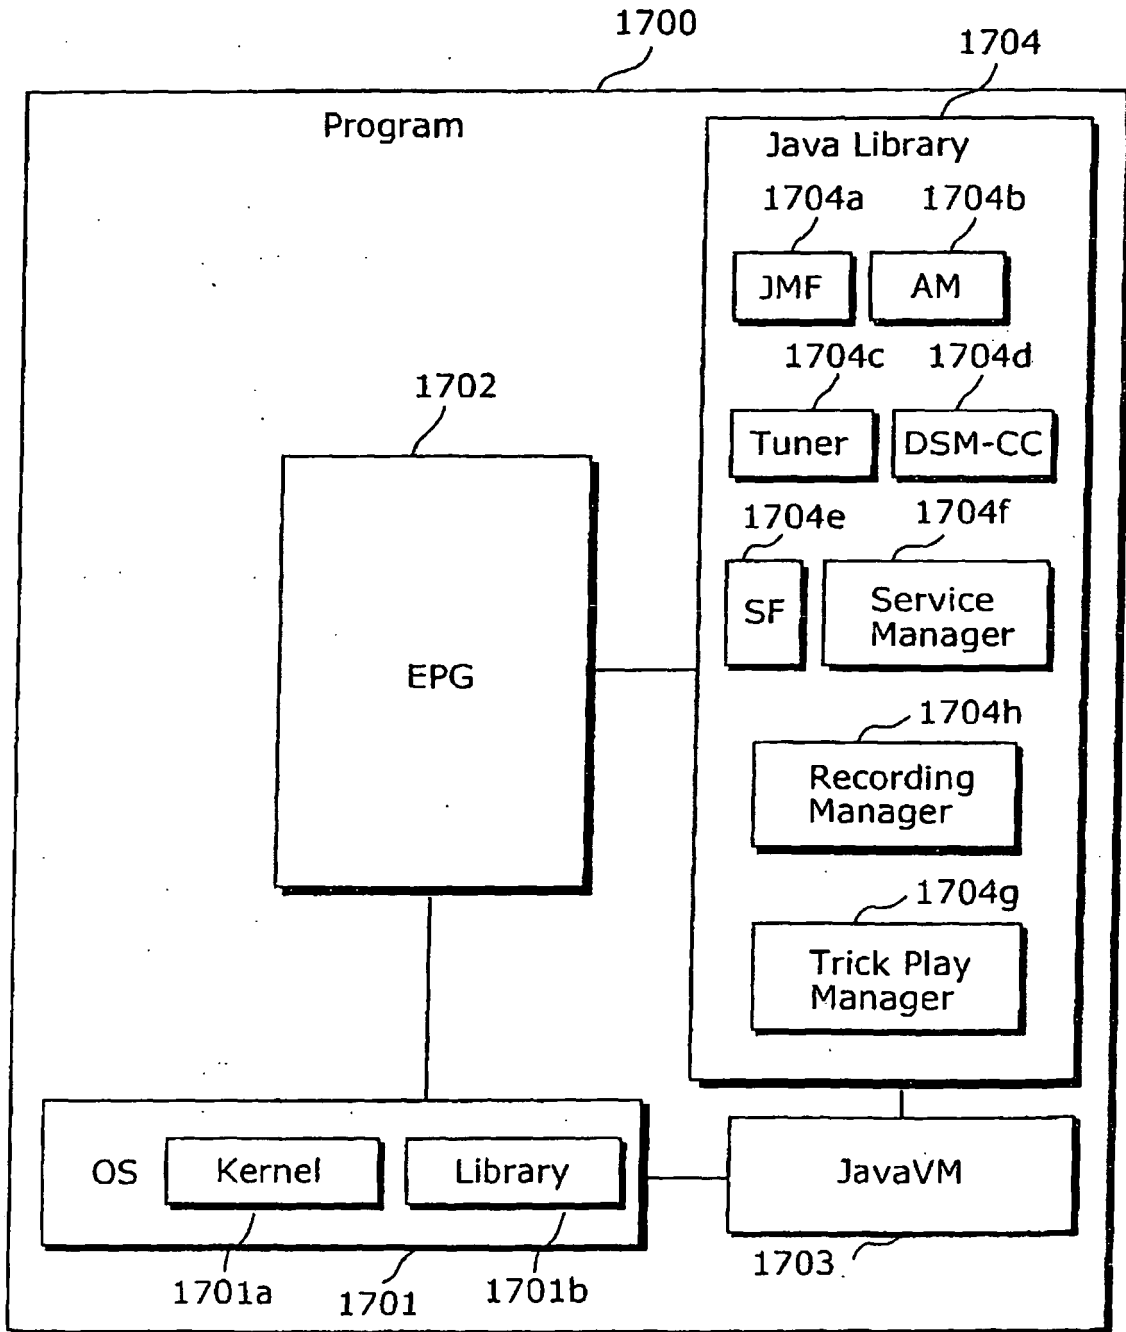 1700
1704
Program
Java Library
1704a
1704b
JMF
AM
1704c
1704d
1702
Tuner
DSM-CC
1704e
1704f
SF
Service
Manager
EPG
1704h
Recording
Manager
1704g
Trick Play
Manager
OS
Kernel
Library
JavaVM
1701a
1701
1701b
1703